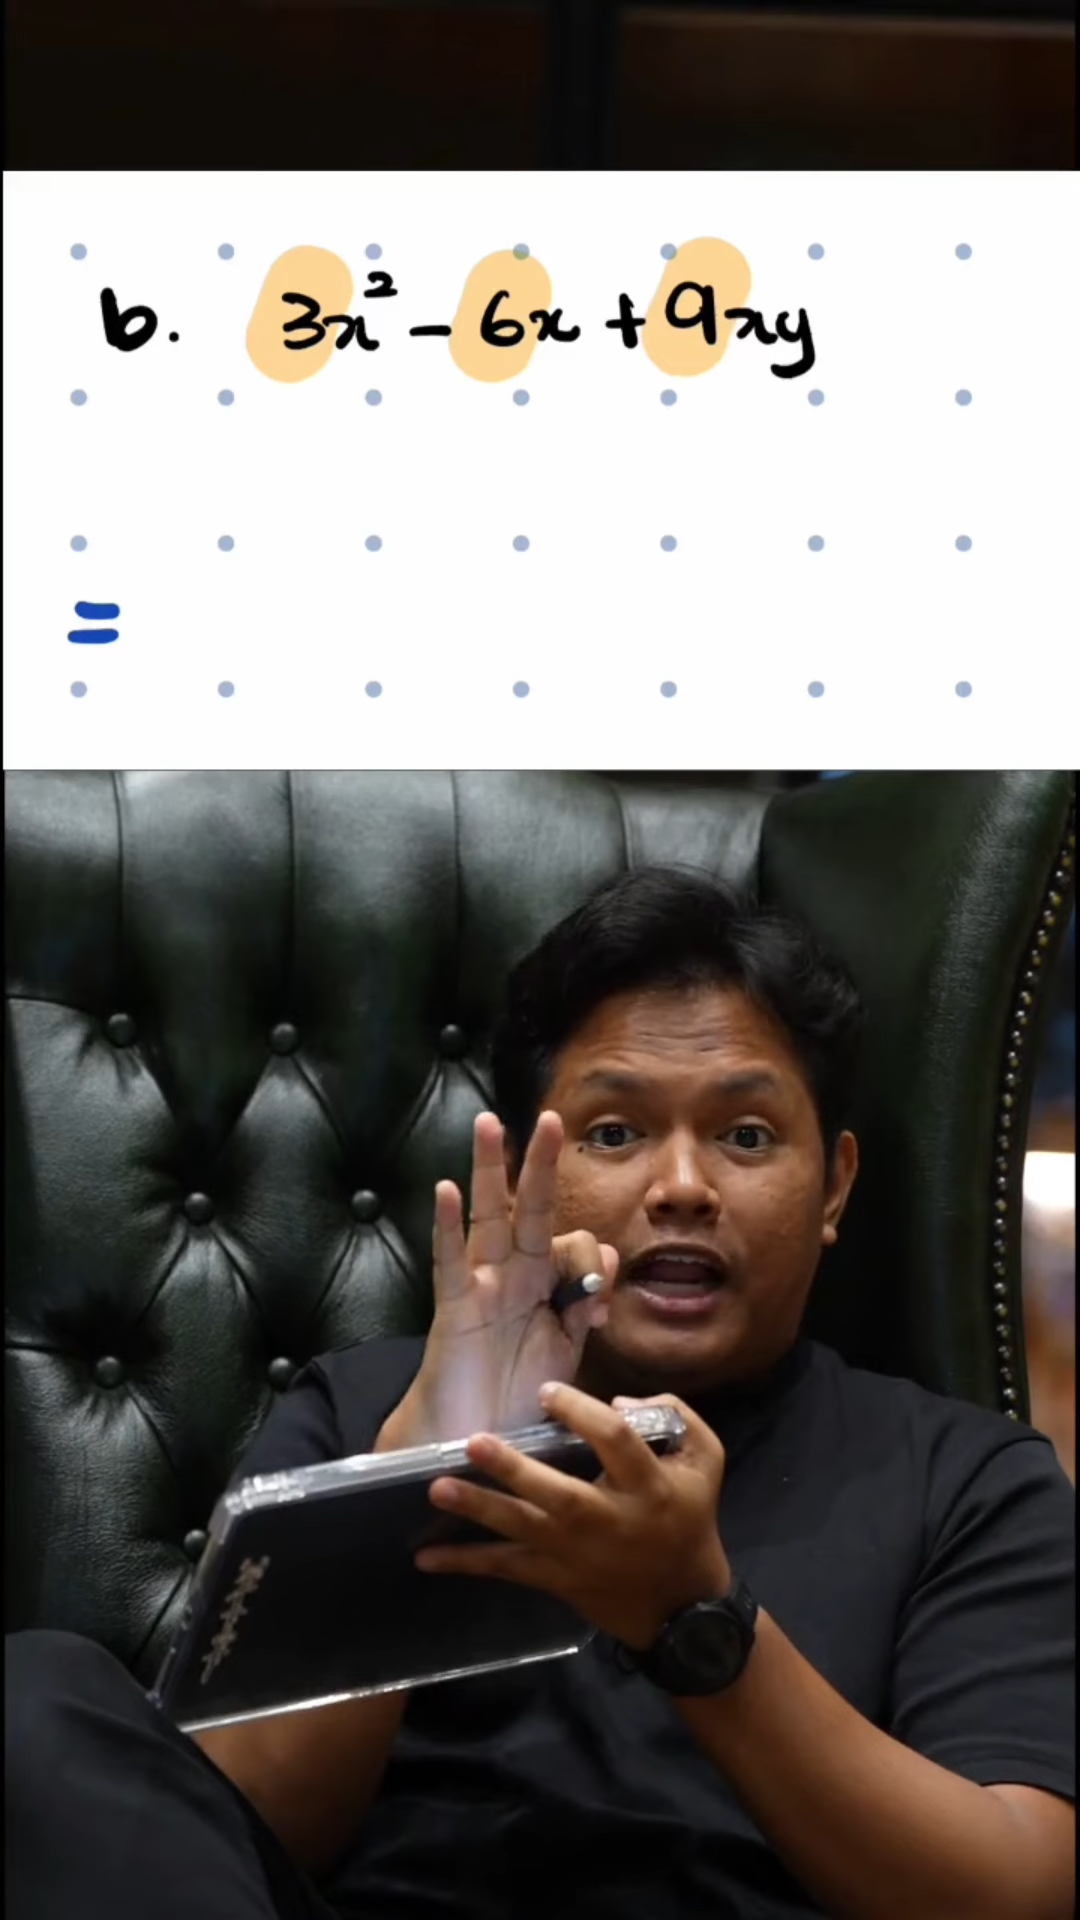 b. 3x² - 6x + 9xy
=